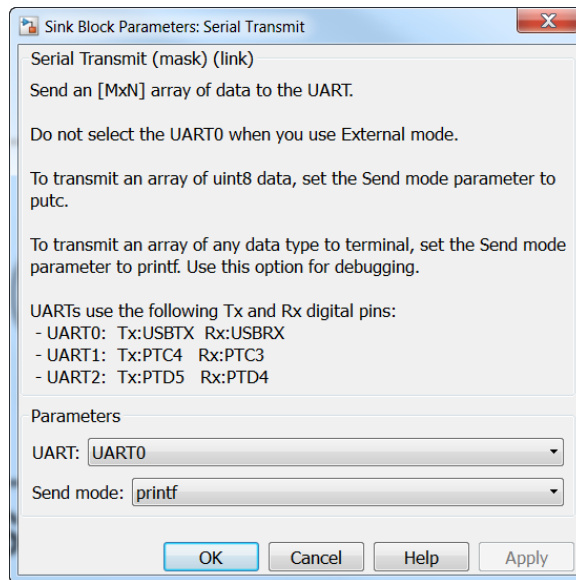 Sink Block Parameters: Serial Transmit
Serial Transmit (mask) (link)
Send an [MxN] array of data to the UART.
Do not select the UART0 when you use External mode.
To transmit an array of uint8 data, set the Send mode parameter to
putc.
To transmit an array of any data type to terminal, set the Send mode
parameter to printf. Use this option for debugging.
UARTs use the following Tx and Rx digital pins:
- UART0: Tx:USBTX Rx:USBRX
- UART1: Tx:PTC4 Rx:PTC3
- UART2: Tx:PTD5 Rx:PTD4
Parameters
UART: UART0
Send mode: printf
OK Cancel Help Apply